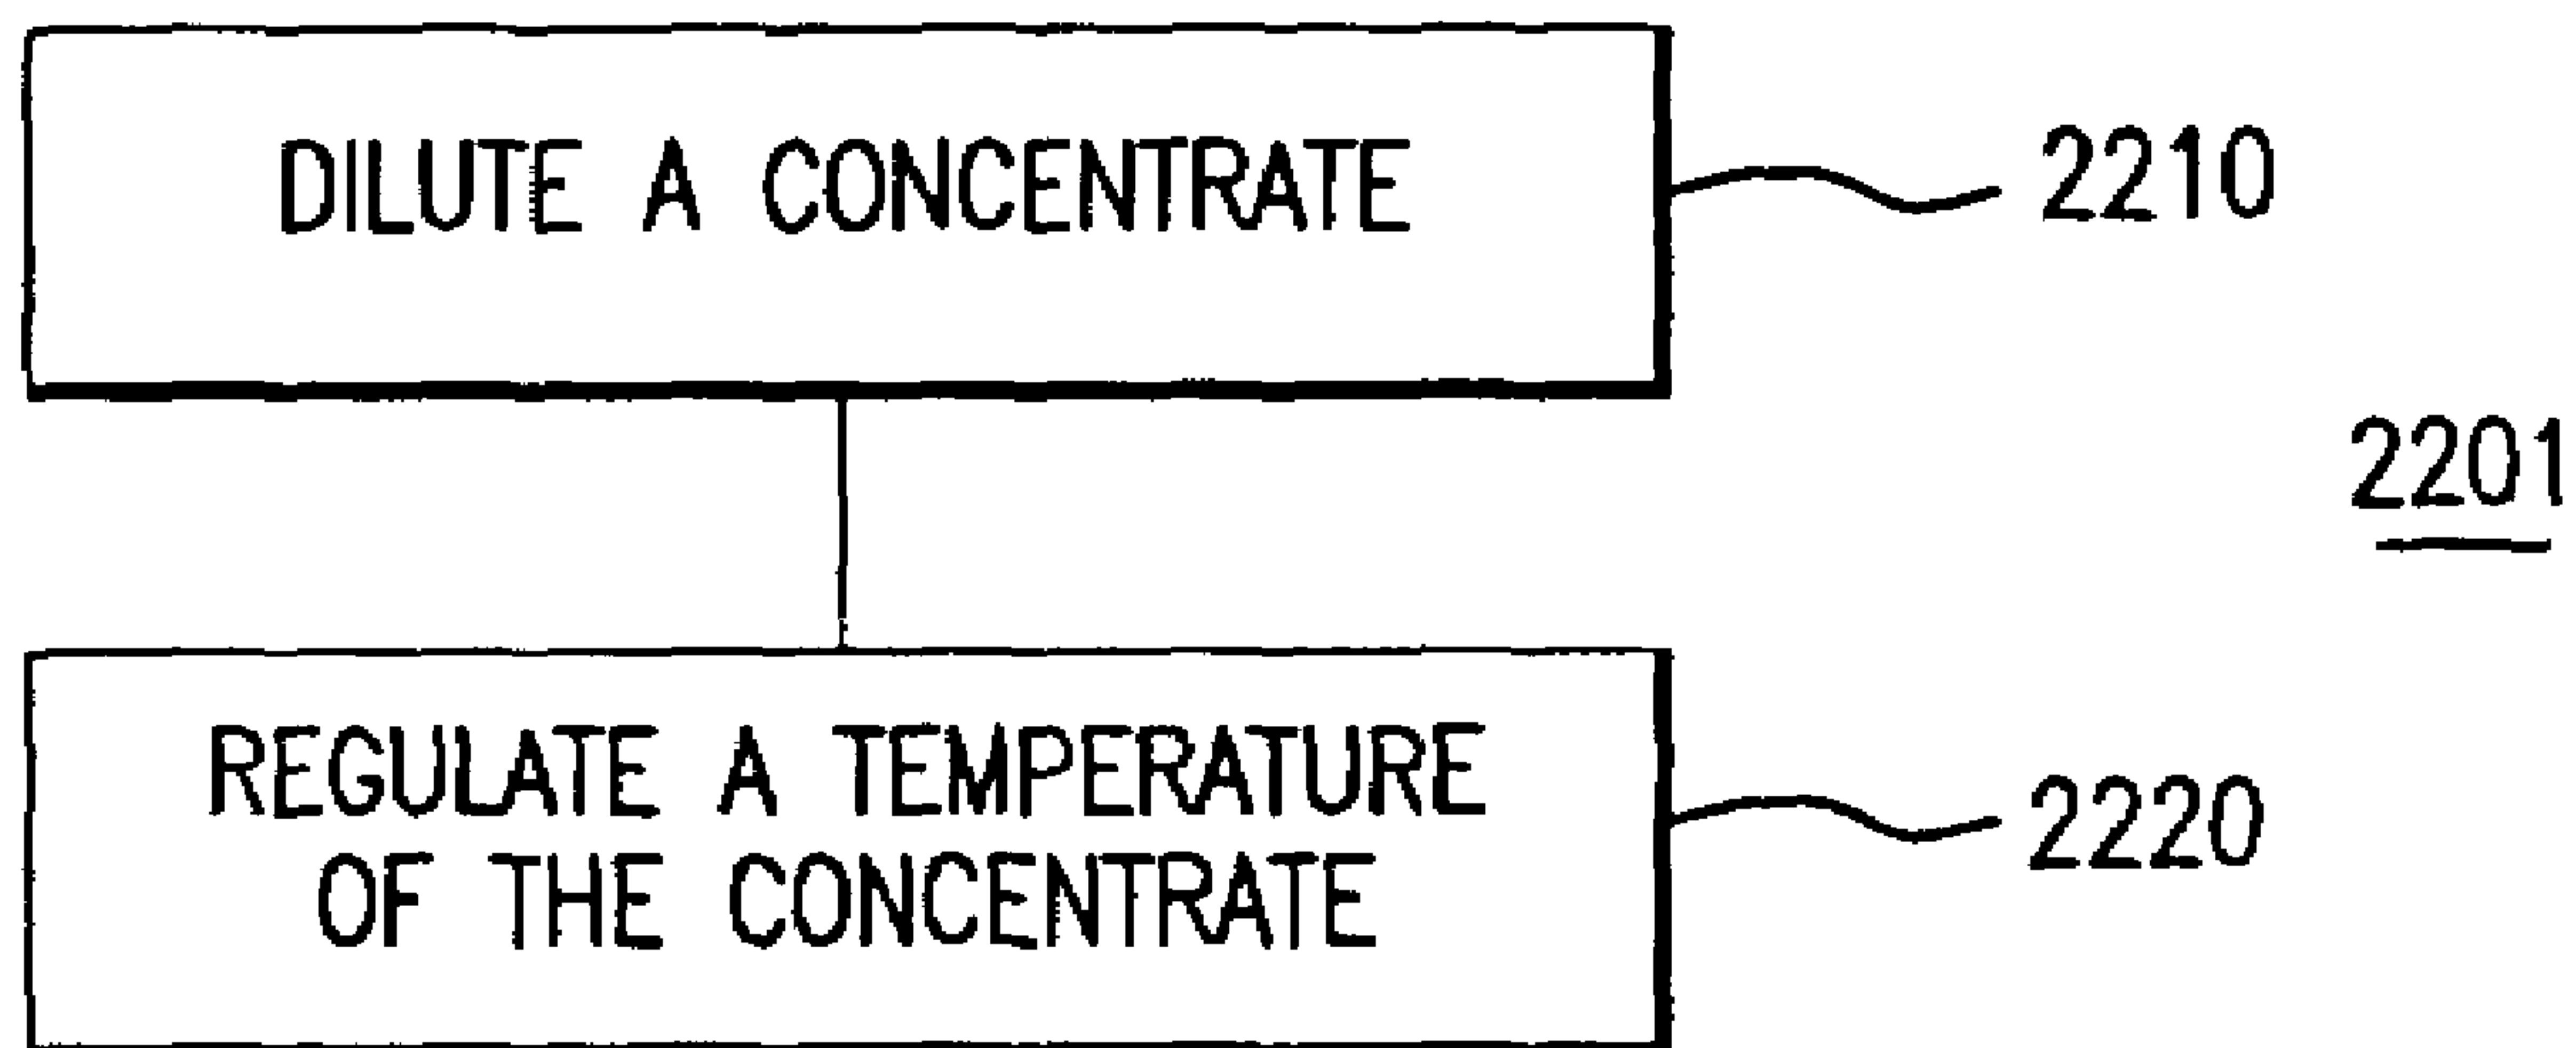 DILUTE A CONCENTRATE
2210
2201
REGULATE A TEMPERATURE
OF THE CONCENTRATE
2220